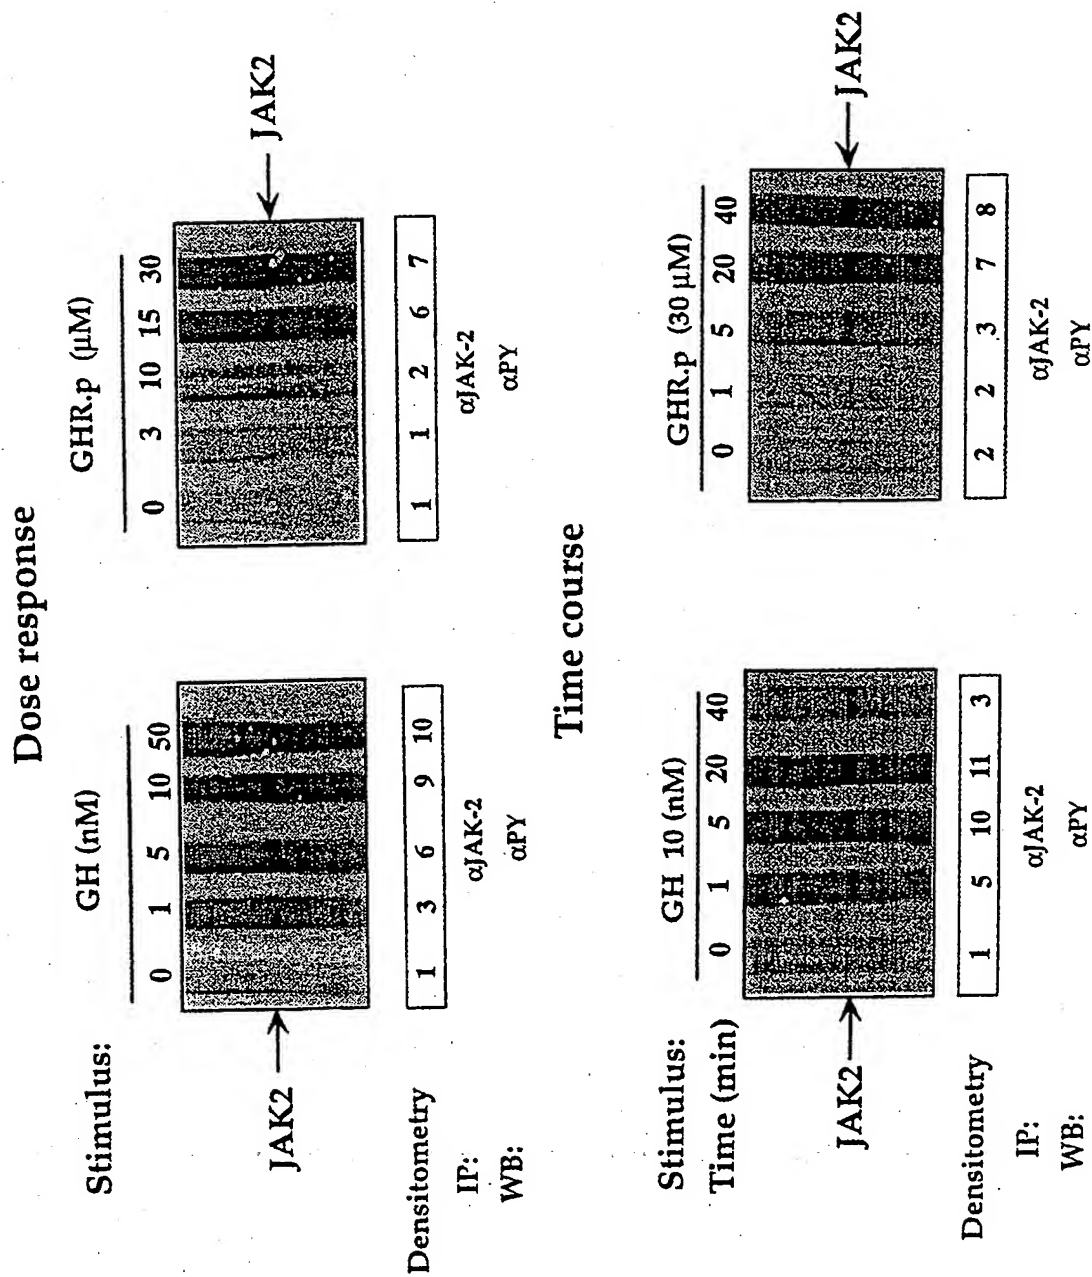 Dose response
Stimulus: GH (nM) GHR.p (μM)
0 1 5 10 50 0 3 10 15 30
JAK2 JAK2
Densitometry 1 3 6 9 10 1 1 2 6 7
IP: αJAK-2 αJAK-2
WB: αPY αPY
Time course
Stimulus: GH 10 (nM) GHR.p (30 μM)
Time (min) 0 1 5 20 40 0 1 5 20 40
JAK2 JAK2
Densitometry 1 5 10 11 3 2 2 3 7 8
IP: αJAK-2 αJAK-2
WB: αPY αPY